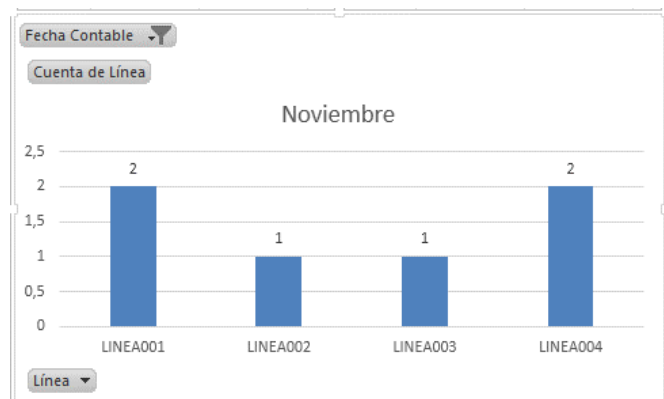 Fecha Contable
Cuenta de Línea
Noviembre
2,5
2
1,5
1
0,5
0
2
1
1
2
LINEA001 LINEA002 LINEA003 LINEA004
Línea